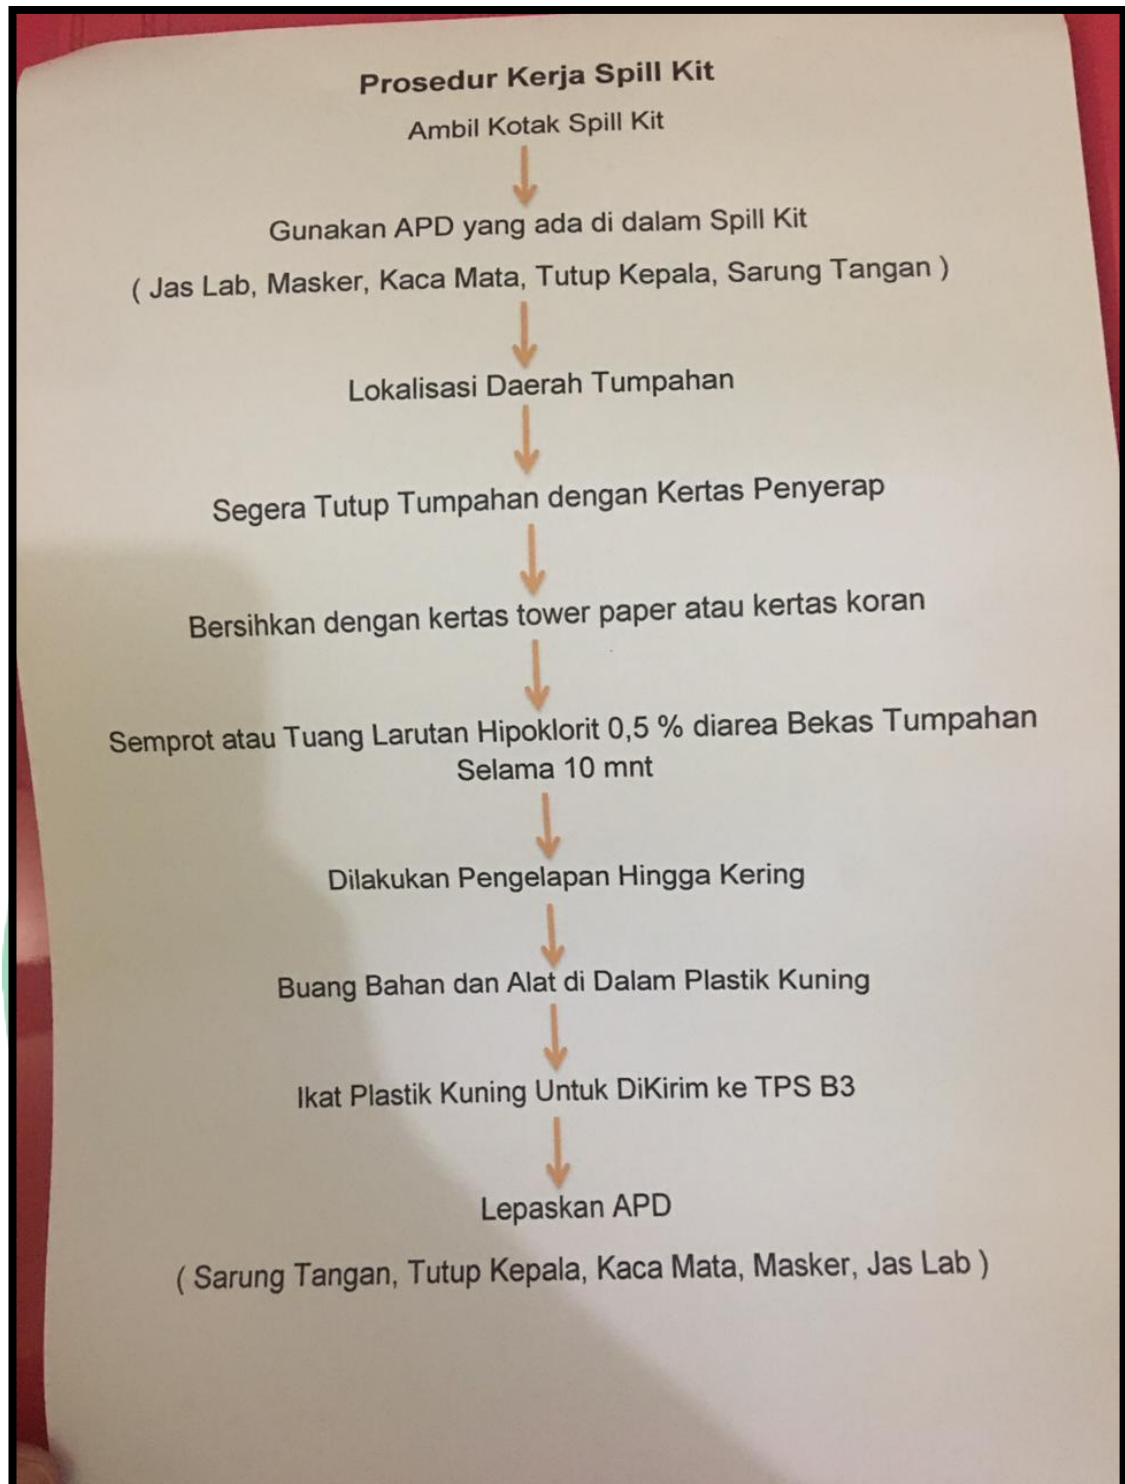 Prosedur Kerja Spill Kit
Ambil Kotak Spill Kit
Gunakan APD yang ada di dalam Spill Kit
( Jas Lab, Masker, Kaca Mata, Tutup Kepala, Sarung Tangan )
Lokalisasi Daerah Tumpahan
Segera Tutup Tumpahan dengan Kertas Penyerap
Bersihkan dengan kertas tower paper atau kertas koran
Semprot atau Tuang Larutan Hipoklorit 0,5 % diarea Bekas Tumpahan
Selama 10 mnt
Dilakukan Pengelapan Hingga Kering
Buang Bahan dan Alat di Dalam Plastik Kuning
Ikat Plastik Kuning Untuk DiKirim ke TPS B3
Lepaskan APD
( Sarung Tangan, Tutup Kepala, Kaca Mata, Masker, Jas Lab )